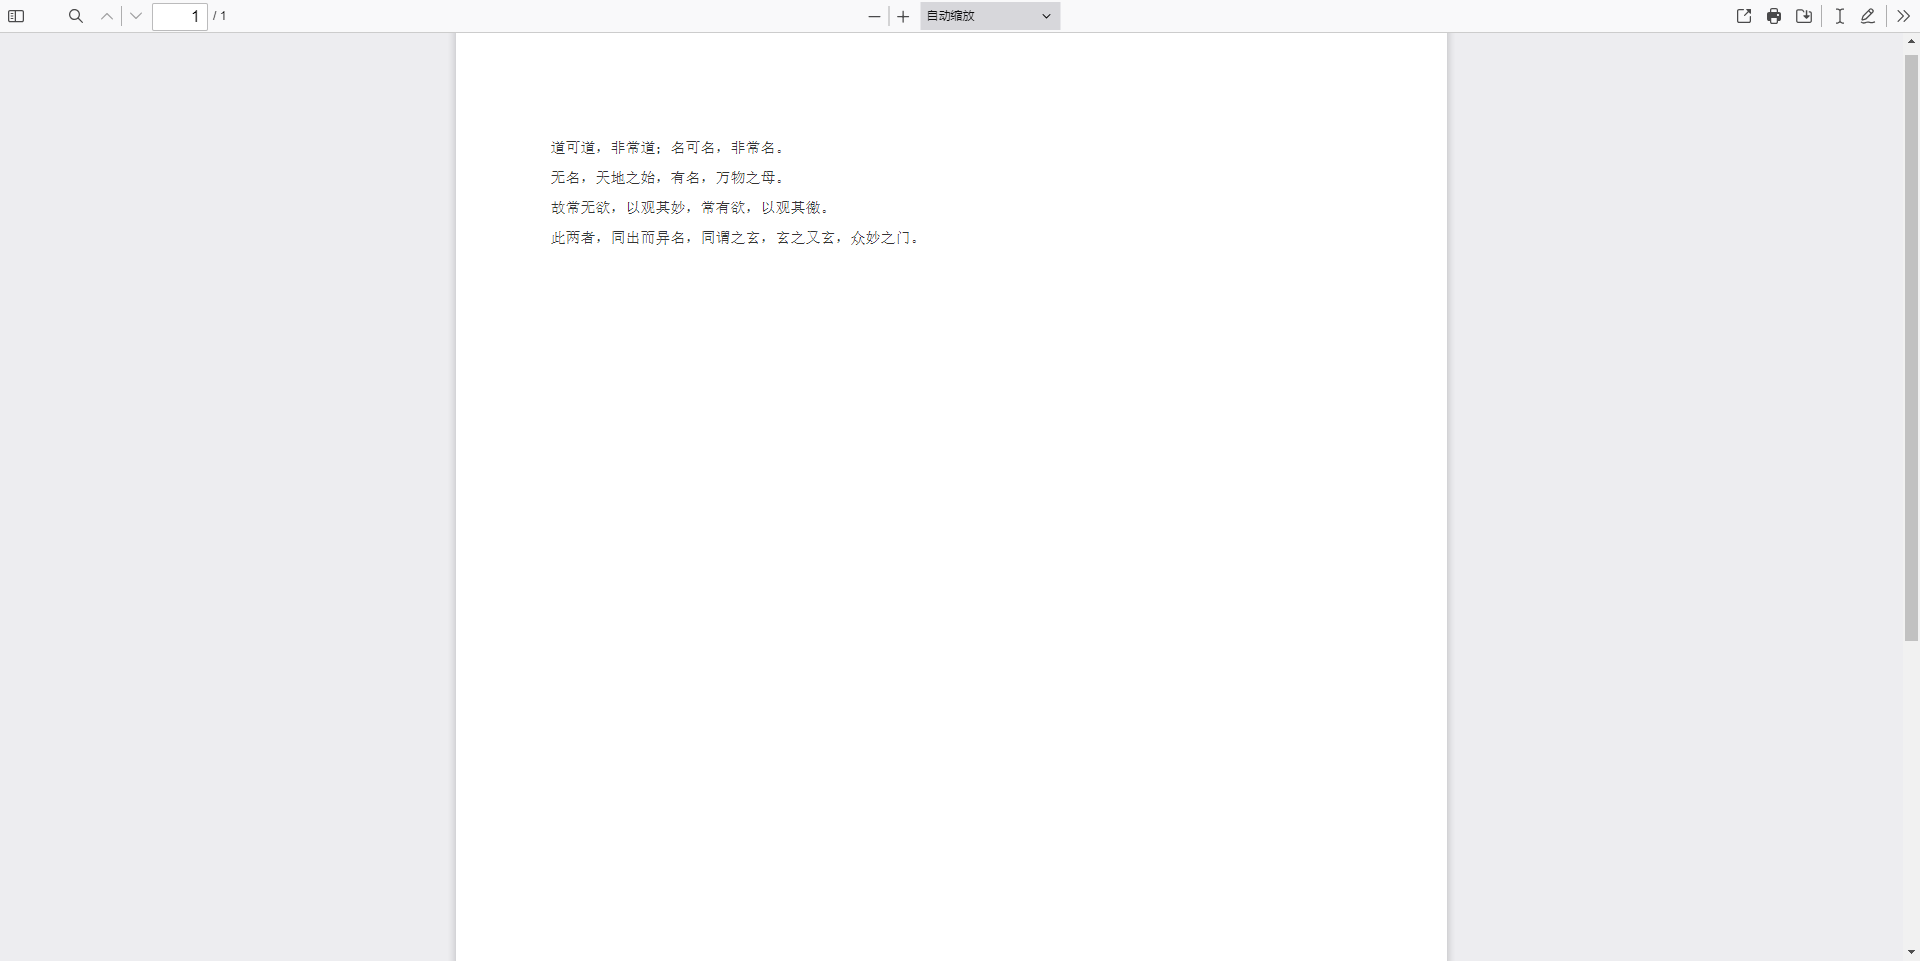 1 / 1 自动缩放
道可道，非常道；名可名，非常名。
无名，天地之始，有名，万物之母。
故常无欲，以观其妙，常有欲，以观其徼。
此两者，同出而异名，同谓之玄，玄之又玄，众妙之门。